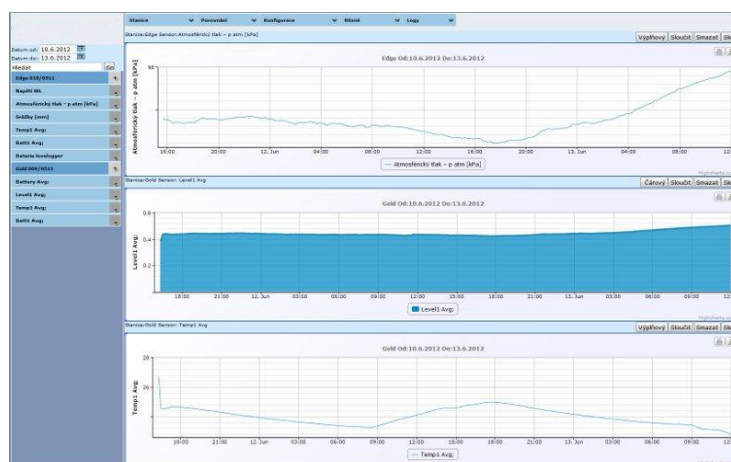 Stanice Porovnání Konfigurace Různé Logy
Datum od: 10.6.2012
Datum do: 13.6.2012
Hledat Go
Edge 010/0311
Napětí WL
Atmosférický tlak - p atm [kPa]
Srážky [mm]
Temp1 Avg;
Batt1 Avg;
Baterie levelogger
Gold 009/0311
Battery Avg;
Level1 Avg;
Temp1 Avg;
Batt1 Avg;
Stanice:Edge Sensor:Atmosférický tlak - p atm [kPa]
Výplňový Sloučit Smazat
Edge Od:10.6.2012 Do:13.6.2012
Atmosférický tlak - p atm [kPa]
98
16:00 20:00 12. Jun 04:00 08:00 12:00 16:00 20:00 13. Jun 04:00 08:00
Atmosférický tlak - p atm [kPa]
Stanice:Gold Sensor: Level1 Avg
Čárový Sloučit Smazat
Gold Od:10.6.2012 Do:13.6.2012
Level1 Avg;
0.6
0.4
0.2
18:00 21:00 12. Jun 03:00 06:00 09:00 12:00 15:00 18:00 21:00 13. Jun 03:00 06:00 09:00
Level1 Avg;
Stanice:Gold Sensor: Temp1 Avg
Výplňový Sloučit Smazat
Gold Od:10.6.2012 Do:13.6.2012
Temp1 Avg;
28
26
18:00 21:00 12. Jun 03:00 06:00 09:00 12:00 15:00 18:00 21:00 13. Jun 03:00 06:00 09:00
Temp1 Avg;